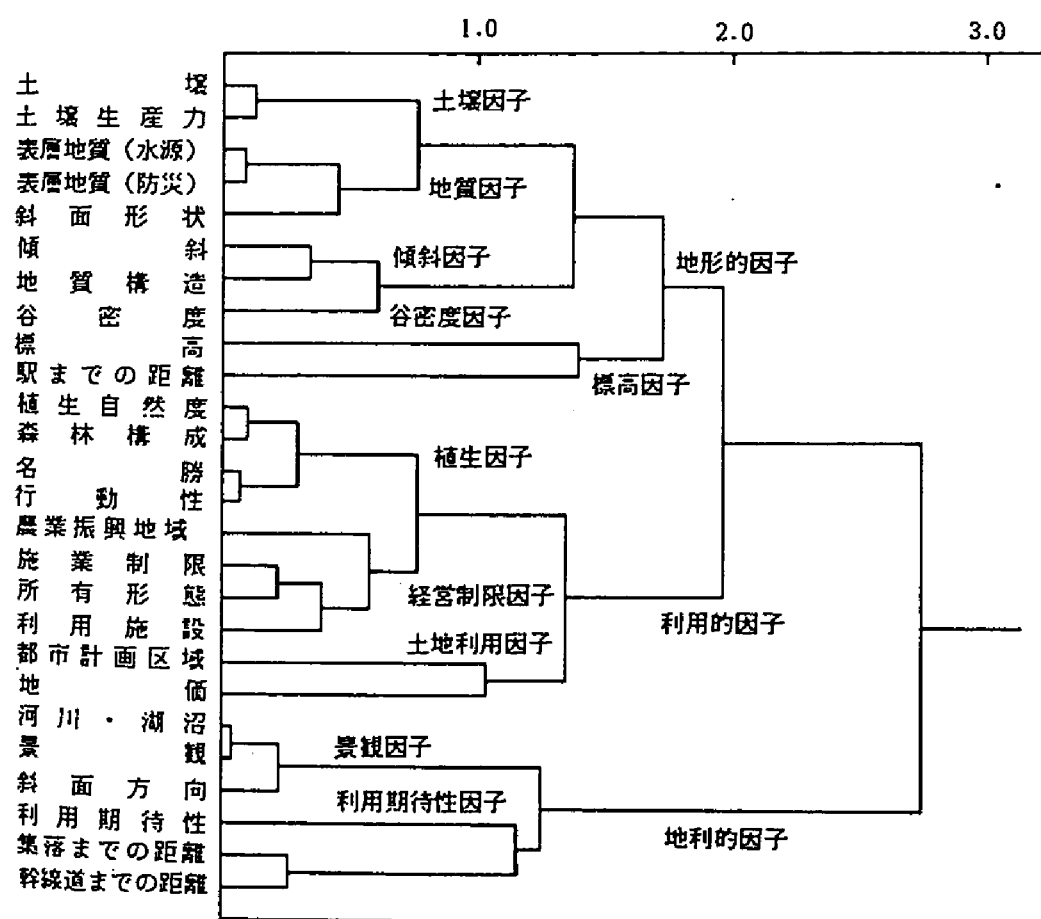 1.0 2.0 3.0
土壌
土壌生産力
表層地質（水源）
表層地質（防災）
斜面形状
傾斜
地質構造
谷密度
標高
駅までの距離
植生自然度
森林構成
名勝
行動性
農業振興地域
施業制限
所有形態
利用施設
都市計画区域
地価
河川・湖沼
景観
斜面方向
利用期待性
集落までの距離
幹線道までの距離
土壌因子
地質因子
傾斜因子
谷密度因子
標高因子
地形的因子
植生因子
経営制限因子
土地利用因子
利用的因子
景観因子
利用期待性因子
地利的因子